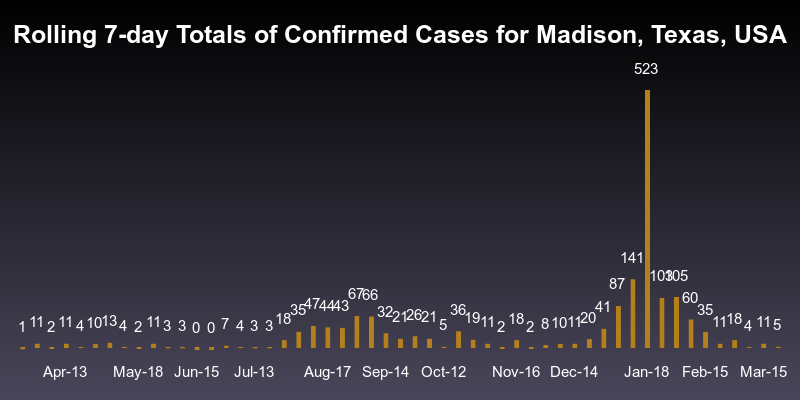 Rolling 7-day Totals of Confirmed Cases for Madison, Texas, USA
1 11 2 11 4 10 13 4 2 11 3 3 0 0 7 4 3 3 18 35 47 44 43 67 66 32 21 26 21 5 36 19 11 2 18 2 8 10 11 20 41 87 141 523 103 105 60 35 11 18 4 11 5
Apr-13 May-18 Jun-15 Jul-13 Aug-17 Sep-14 Oct-12 Nov-16 Dec-14 Jan-18 Feb-15 Mar-15